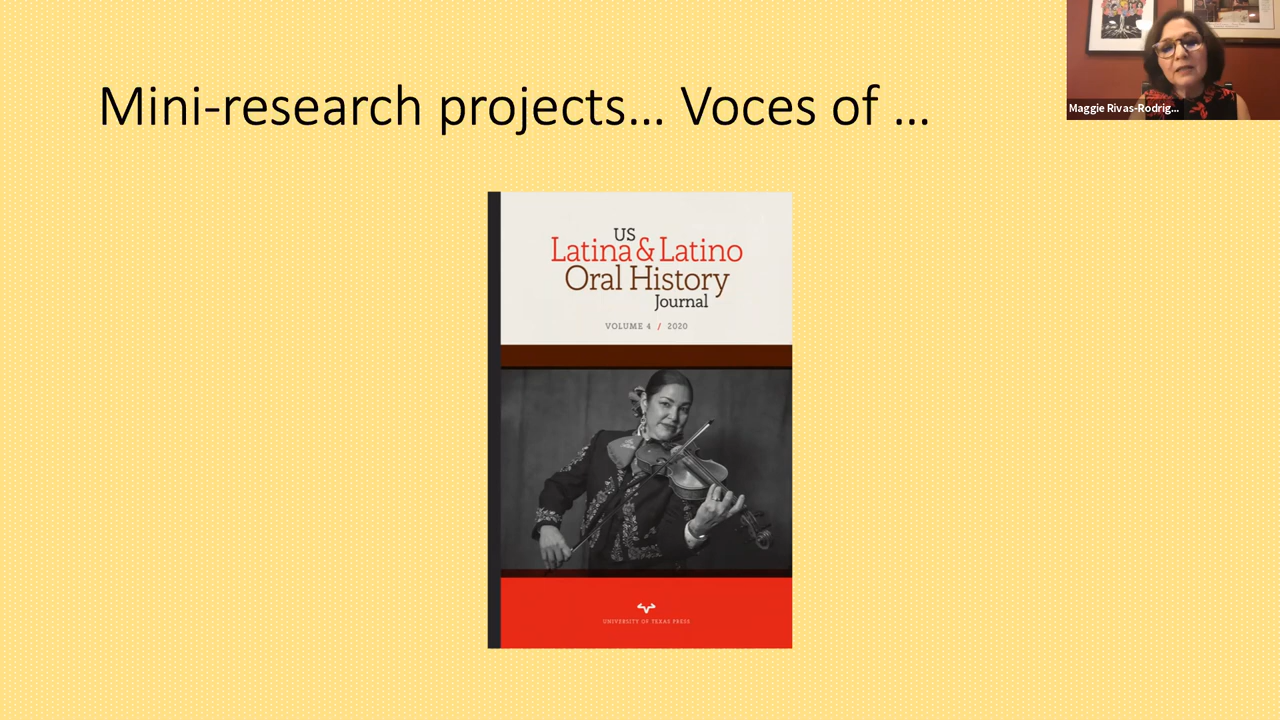 Mini-research projects... Voces of ...
Maggie Rivas-Rodrig...
US
Latina & Latino
Oral History
Journal
VOLUME 4 / 2020
UNIVERSITY OF TEXAS PRESS